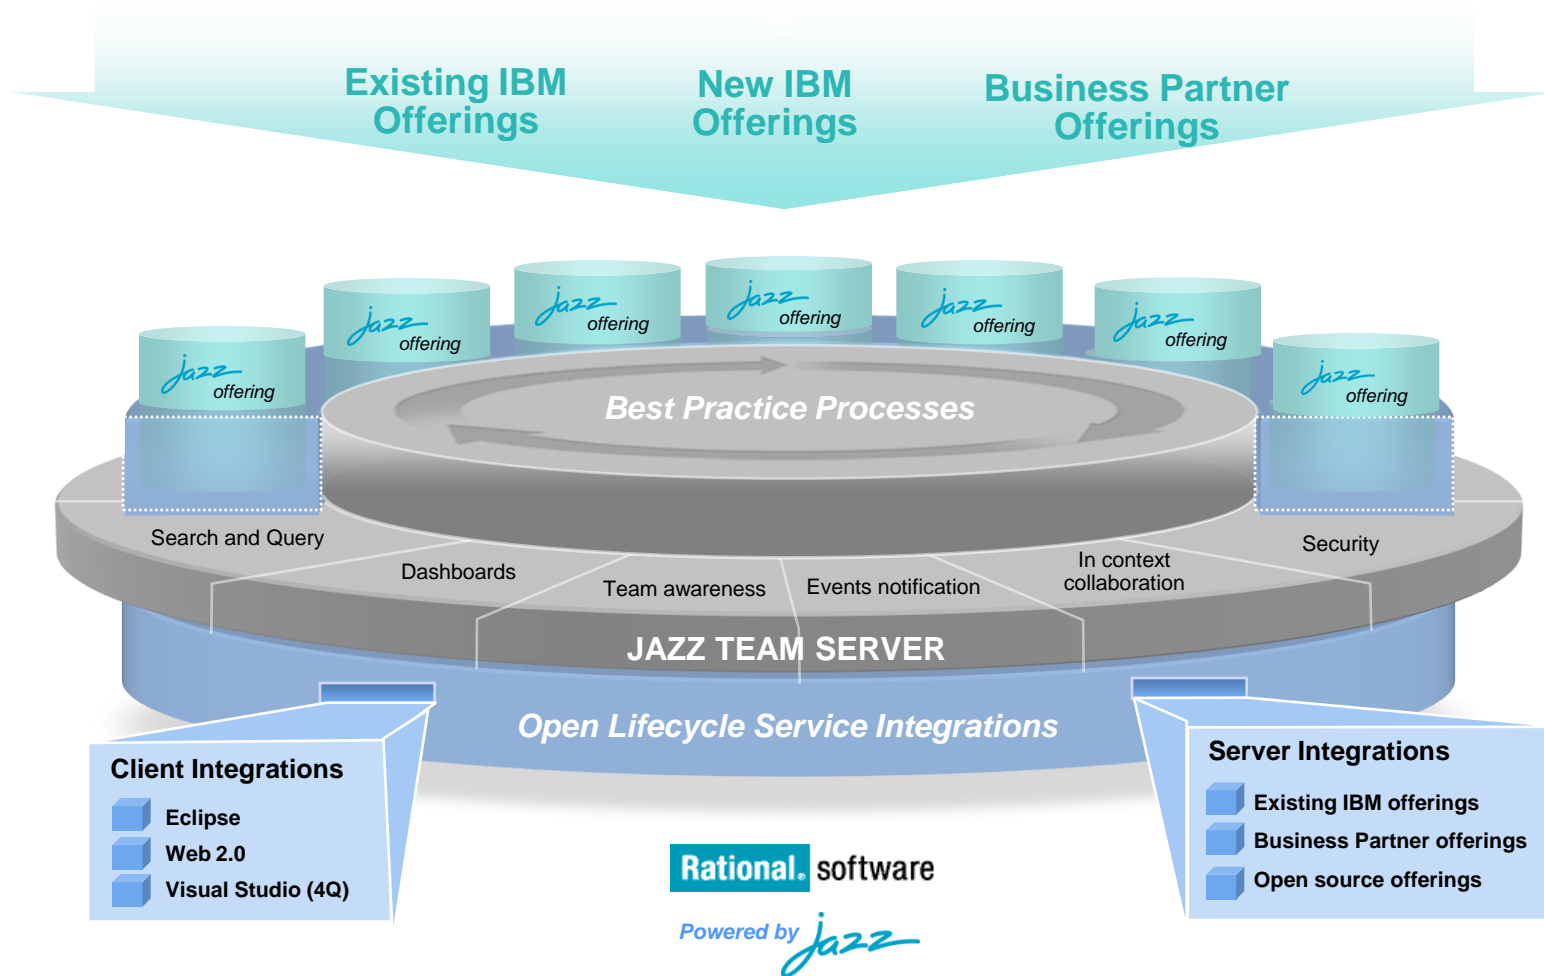 Existing IBM
Offerings
New IBM
Offerings
Business Partner
Offerings
jazz
offering
jazz
offering
jazz
offering
jazz
offering
jazz
offering
jazz
offering
jazz
offering
Best Practice Processes
Search and Query
Dashboards
Team awareness
Events notification
In context
collaboration
Security
JAZZ TEAM SERVER
Open Lifecycle Service Integrations
Client Integrations
Eclipse
Web 2.0
Visual Studio (4Q)
Server Integrations
Existing IBM offerings
Business Partner offerings
Open source offerings
Rational. software
Powered by jazz